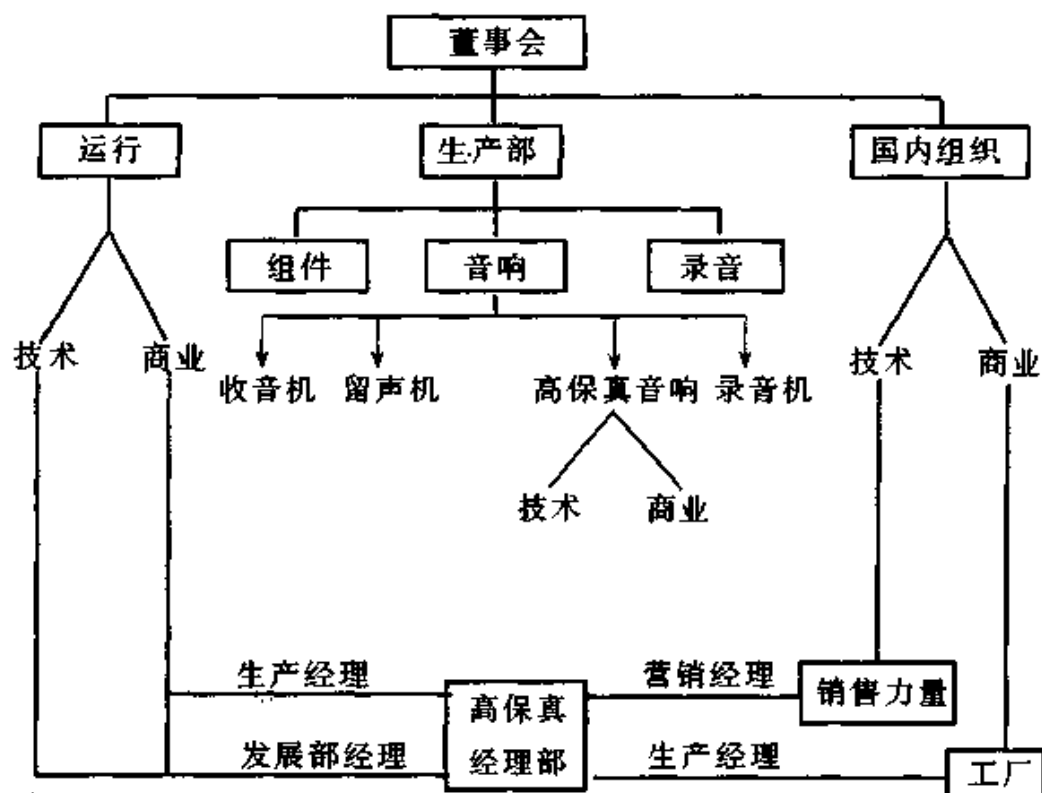 董事会
运行
生产部
国内组织
组件
音响
录音
技术
商业
收音机
留声机
高保真音响
录音机
技术
商业
技术
商业
生产经理
营销经理
销售力量
高保真
经理部
发展部经理
生产经理
工厂